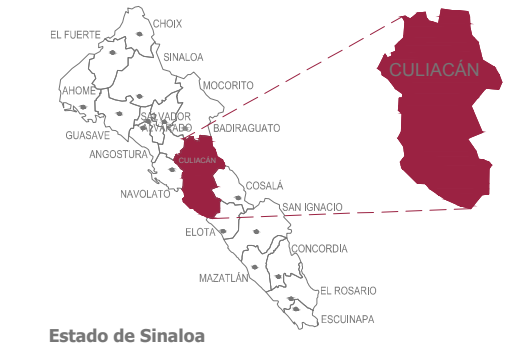 CHOIX
EL FUERTE
SINALOA
CULIACÁN
MOCORITO
AHOME
SALVADOR
ALVARADO
BADIRAGUATO
GUASAVE
ANGOSTURA
CULIACÁN
COSALÁ
NAVOLATO
SAN IGNACIO
ELOTA
CONCORDIA
MAZATLÁN
EL ROSARIO
ESCUINAPA
Estado de Sinaloa